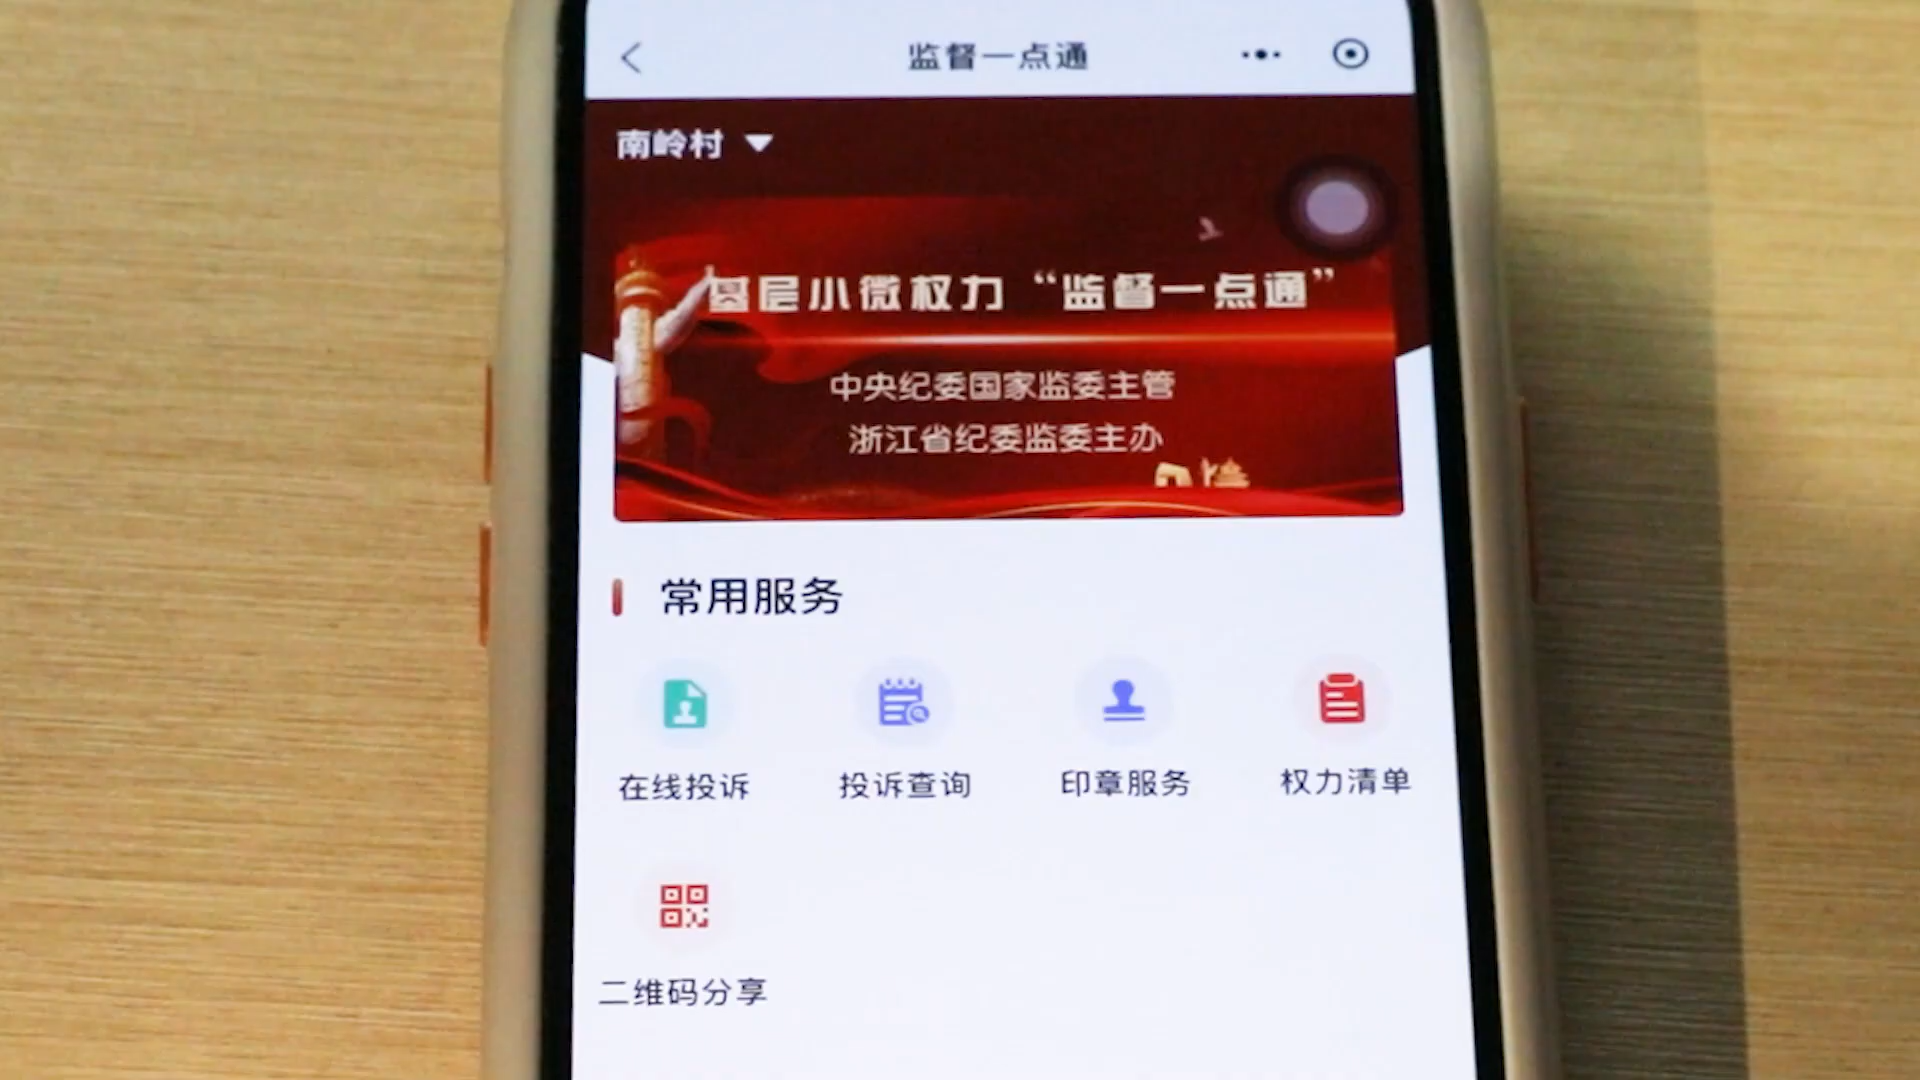 监督一点通
南岭村
基层小微权力“监督一点通”
中央纪委国家监委主管
浙江省纪委监委主办
常用服务
在线投诉 投诉查询 印章服务 权力清单
二维码分享